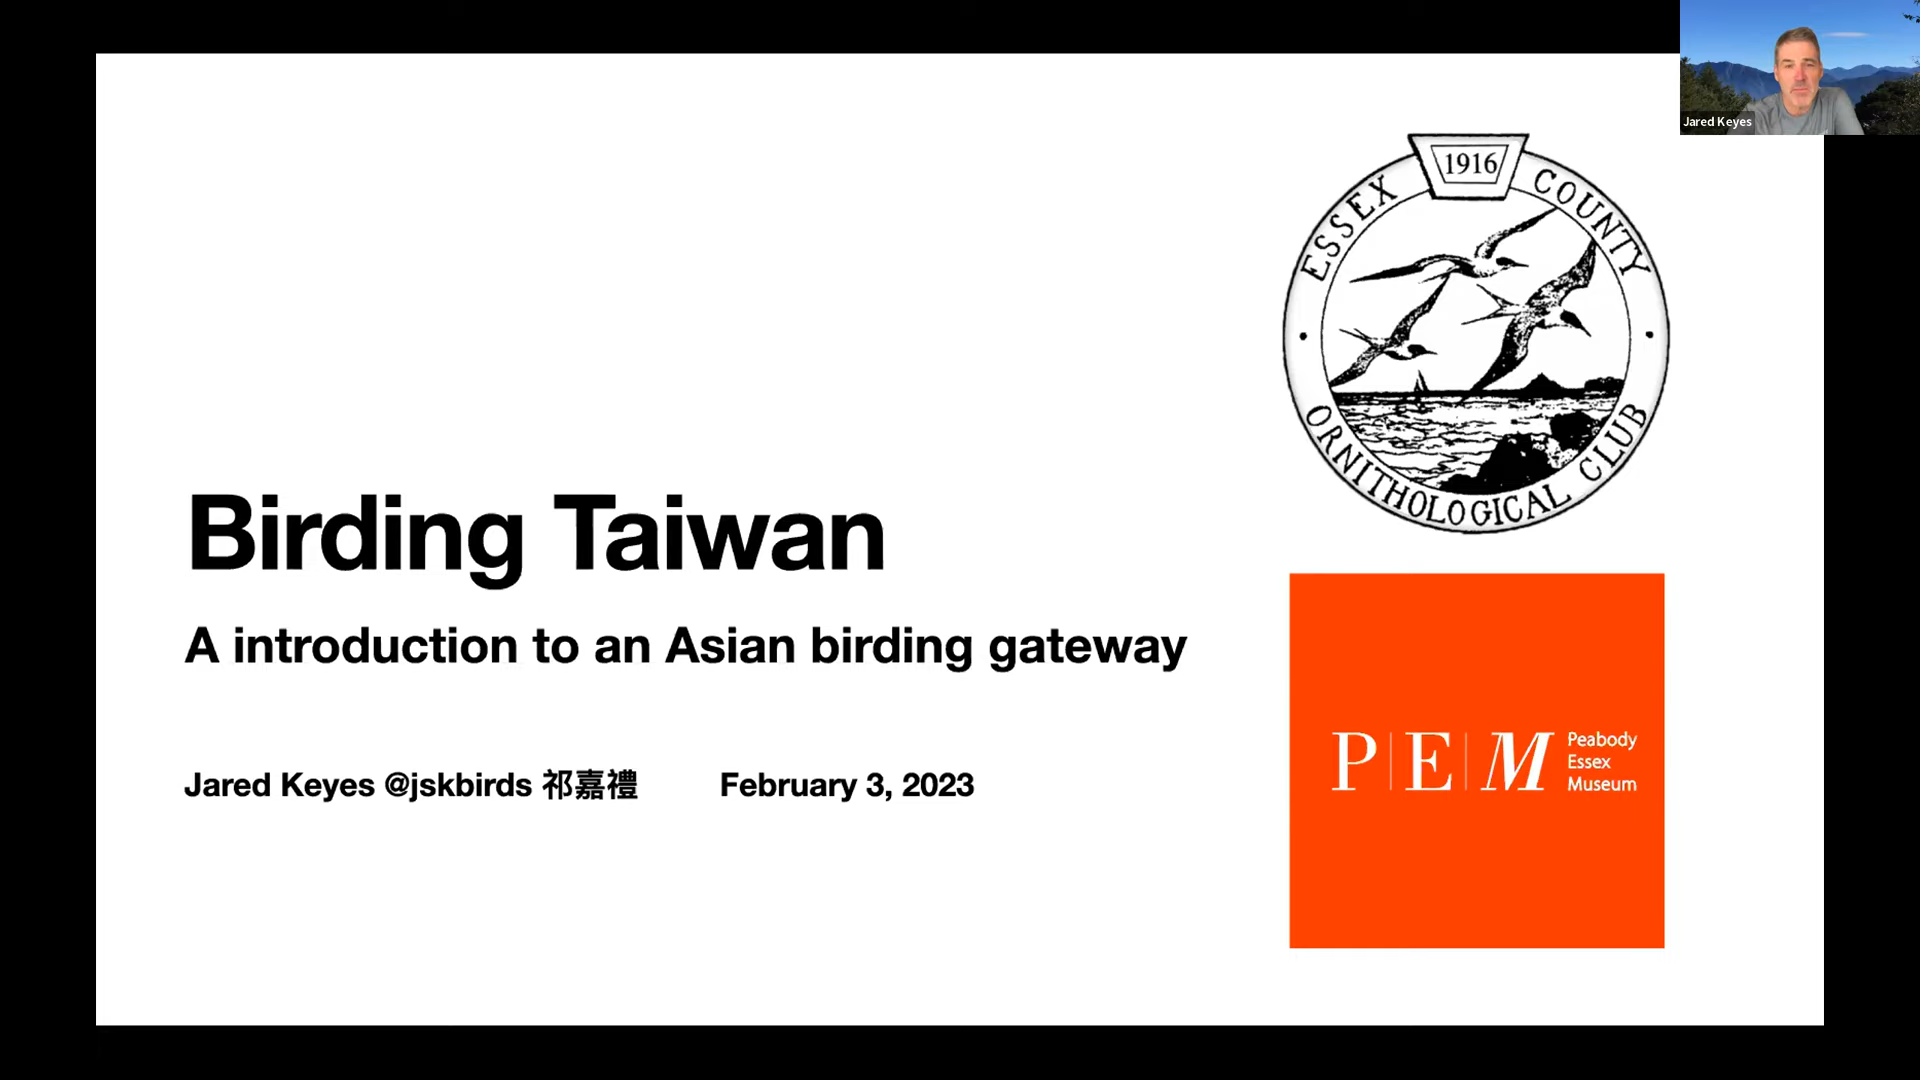 Jared Keyes
1916
ESSEX COUNTY
ORNITHOLOGICAL CLUB
Birding Taiwan
A introduction to an Asian birding gateway
Jared Keyes @jskbirds 祁嘉禮
February 3, 2023
PEM
Peabody
Essex
Museum